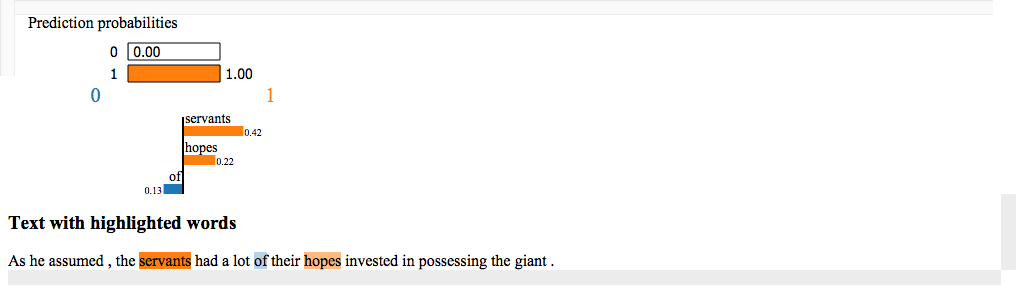 Prediction probabilities
0 0.00
1 1.00
0 1
servants
0.42
hopes
0.22
of
0.13
Text with highlighted words
As he assumed , the servants had a lot of their hopes invested in possessing the giant .